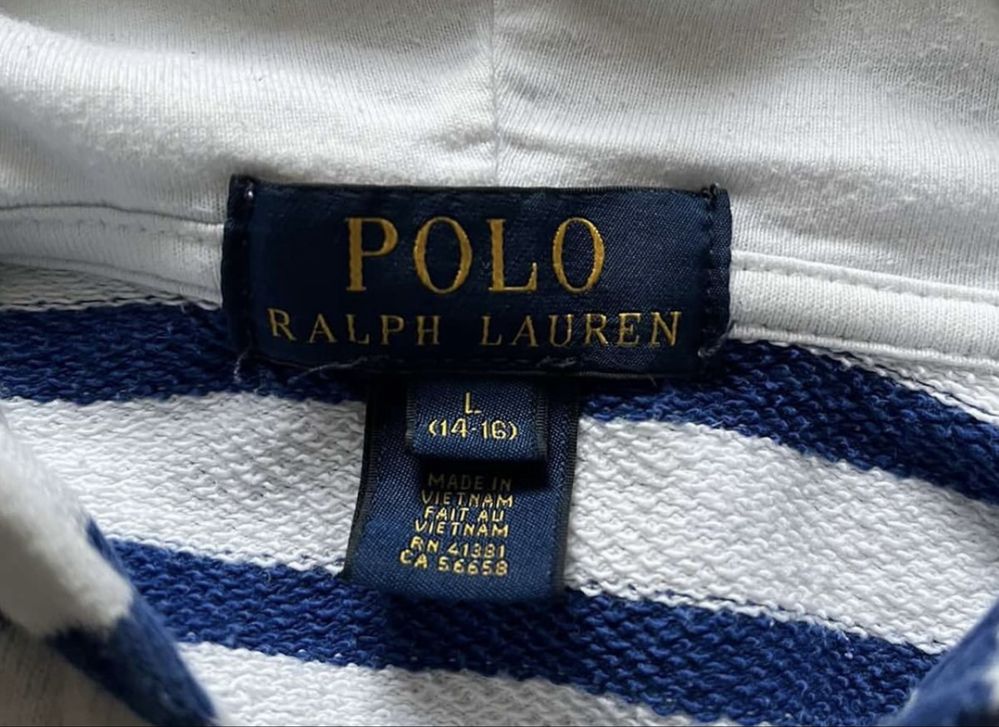 POLO
RALPH LAUREN
L
(14-16)
MADE IN
VIETNAM
FAIT AU
VIETNAM
RN 41381
CA 56658